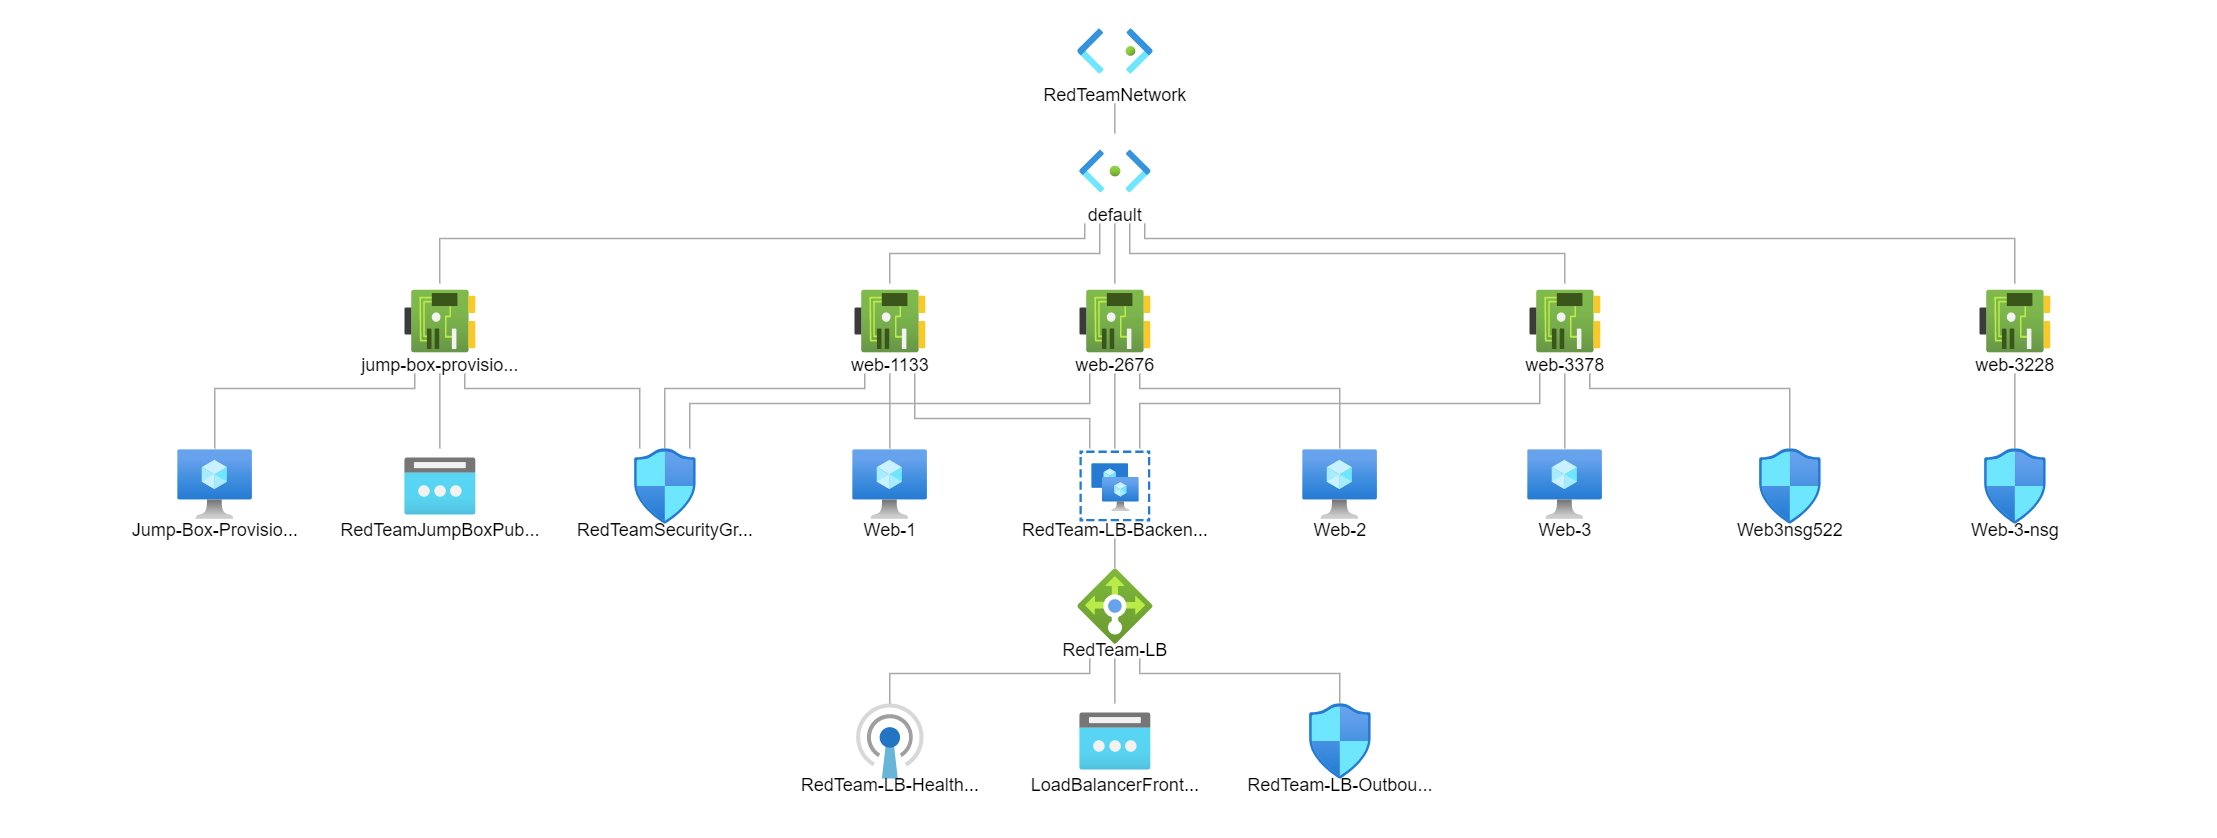 RedTeamNetwork
default
jump-box-provisio...
web-1133
web-2676
web-3378
web-3228
Jump-Box-Provisio...
RedTeamJumpBoxPub...
RedTeamSecurityGr...
Web-1
RedTeam-LB-Backen...
Web-2
Web-3
Web3nsg522
Web-3-nsg
RedTeam-LB
RedTeam-LB-Health...
LoadBalancerFront...
RedTeam-LB-Outbou...